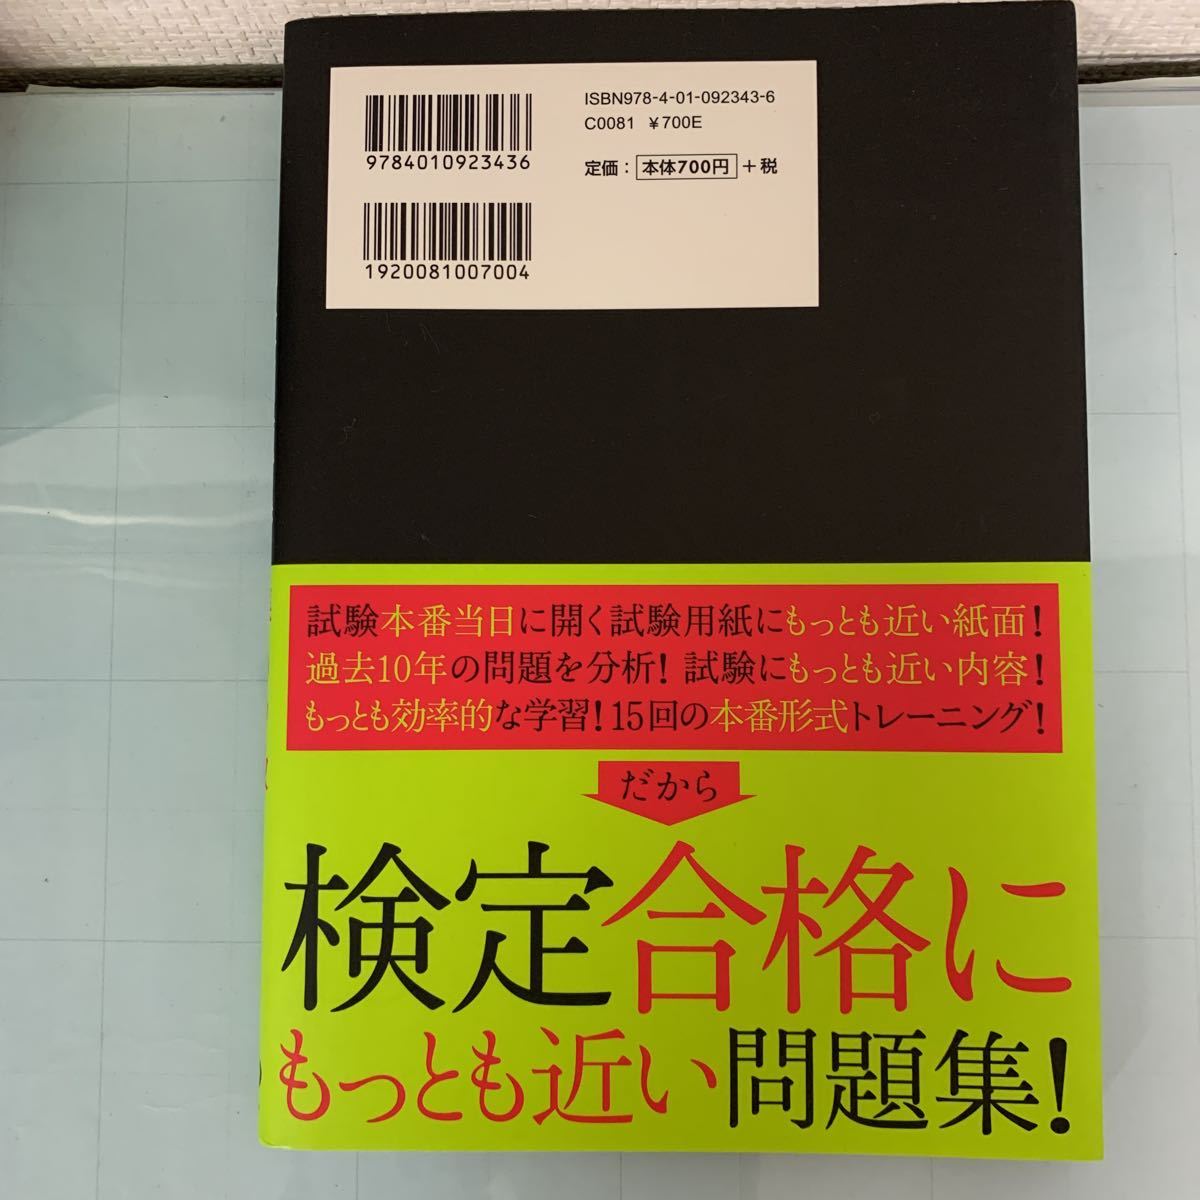 ISBN978-4-01-092343-6
C0081 ¥700E
定価：本体700円＋税
9784010923436
1920081007004
試験本番当日に開く試験用紙にもっとも近い紙面！
過去10年の問題を分析！試験にもっとも近い内容！
もっとも効率的な学習！15回の本番形式トレーニング！
だから
検定合格に
もっとも近い問題集！